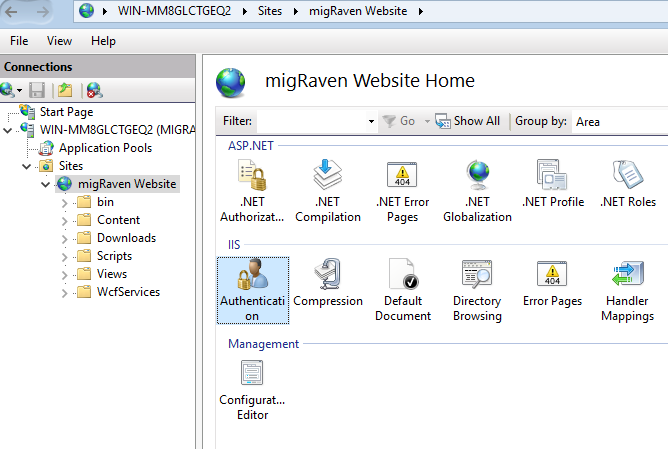 WIN-MM8GLCTGEQ2 Sites migRaven Website
File View Help
Connections
Start Page
WIN-MM8GLCTGEQ2 (MIGRA
Application Pools
Sites
migRaven Website
bin
Content
Downloads
Scripts
Views
WcfServices
migRaven Website Home
Filter: Go Show All Group by: Area
ASP.NET
.NET Authorizat...
.NET Compilation
.NET Error Pages
404
.NET Globalization
.NET Profile
.NET Roles
IIS
Authenticati
on
Compression
Default
Document
Directory
Browsing
404
Error Pages
Handler
Mappings
Management
Configurat...
Editor